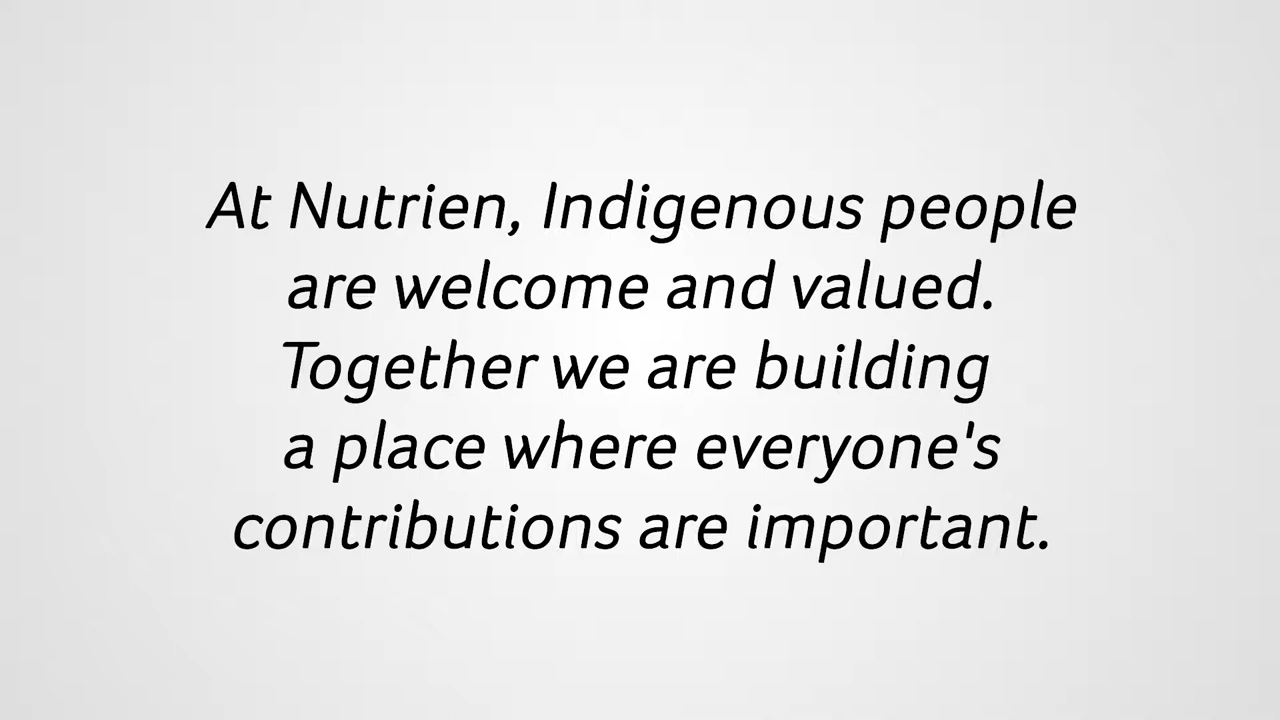 At Nutrien, Indigenous people
are welcome and valued.
Together we are building
a place where everyone's
contributions are important.